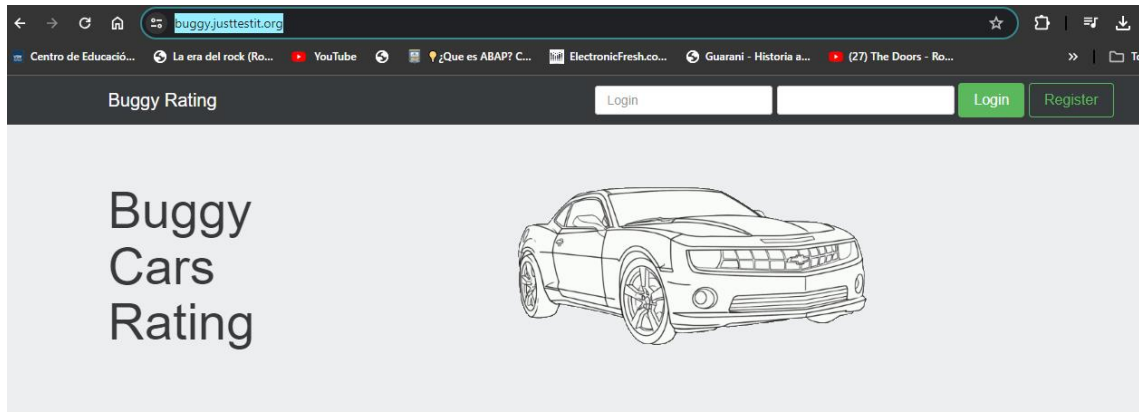 buggy.justtestit.org
Centro de Educació... La era del rock (Ro... YouTube ¿Que es ABAP? C... ElectronicFresh.co... Guarani - Historia a... (27) The Doors - Ro... » To
Buggy Rating Login Login Register
Buggy
Cars
Rating